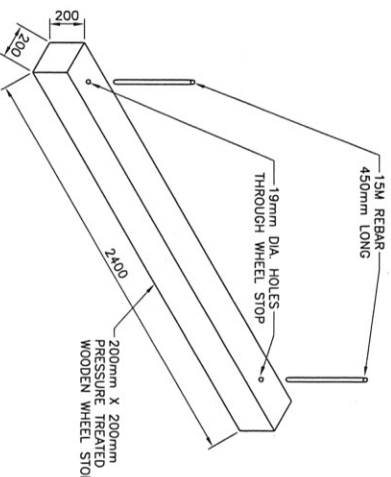 15M REBAR
450mm LONG
19mm DIA. HOLES
THROUGH WHEEL STOP
200
200
2400
200mm X 200mm
PRESSURE TREATED
WOODEN WHEEL STO